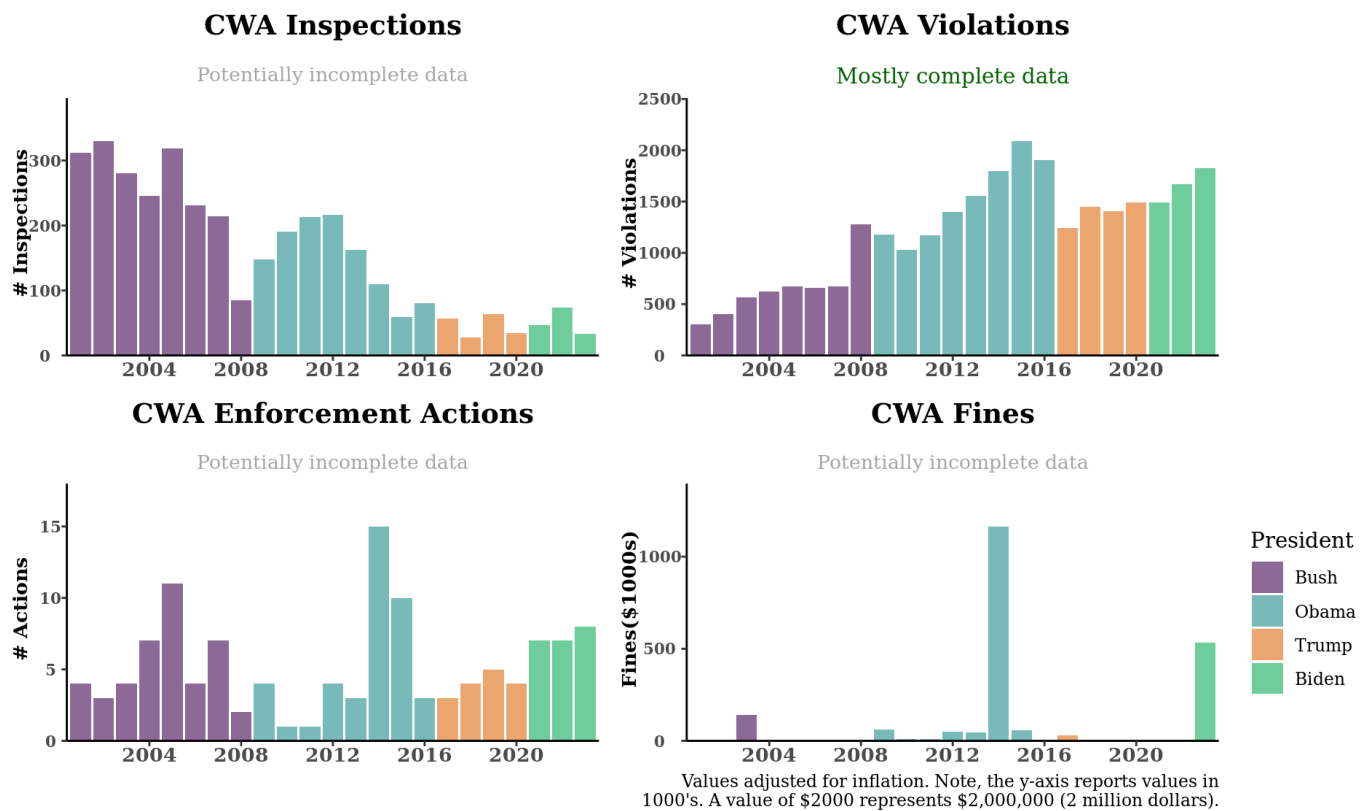 CWA Inspections
Potentially incomplete data
# Inspections
300
200
100
0
2004
2008
2012
2016
2020
CWA Violations
Mostly complete data
# Violations
2500
2000
1500
1000
500
0
2004
2008
2012
2016
2020
CWA Enforcement Actions
Potentially incomplete data
# Actions
15
10
5
0
2004
2008
2012
2016
2020
CWA Fines
Potentially incomplete data
Fines($1000s)
1000
500
0
2004
2008
2012
2016
2020
President
Bush
Obama
Trump
Biden
Values adjusted for inflation. Note, the y-axis reports values in
1000's. A value of $2000 represents $2,000,000 (2 million dollars).